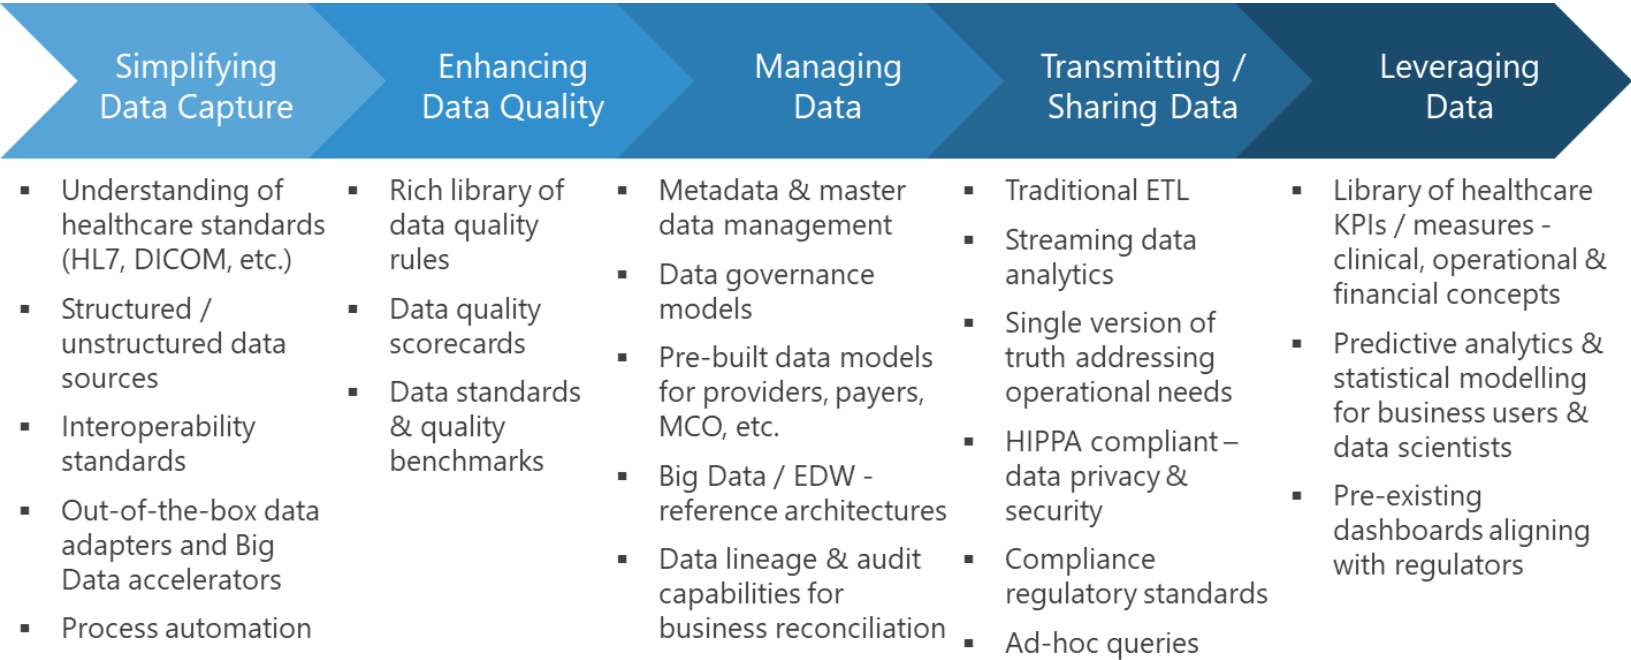 Simplifying
Data Capture
Enhancing
Data Quality
Managing
Data
Transmitting /
Sharing Data
Leveraging
Data
▪ Understanding of
healthcare standards
(HL7, DICOM, etc.)
▪ Structured /
unstructured data
sources
▪ Interoperability
standards
▪ Out-of-the-box data
adapters and Big
Data accelerators
▪ Process automation
▪ Rich library of
data quality
rules
▪ Data quality
scorecards
▪ Data standards
& quality
benchmarks
▪ Metadata & master
data management
▪ Data governance
models
▪ Pre-built data models
for providers, payers,
MCO, etc.
▪ Big Data / EDW -
reference architectures
▪ Data lineage & audit
capabilities for
business reconciliation
▪ Traditional ETL
▪ Streaming data
analytics
▪ Single version of
truth addressing
operational needs
▪ HIPPA compliant –
data privacy &
security
▪ Compliance
regulatory standards
▪ Ad-hoc queries
▪ Library of healthcare
KPIs / measures -
clinical, operational &
financial concepts
▪ Predictive analytics &
statistical modelling
for business users &
data scientists
▪ Pre-existing
dashboards aligning
with regulators